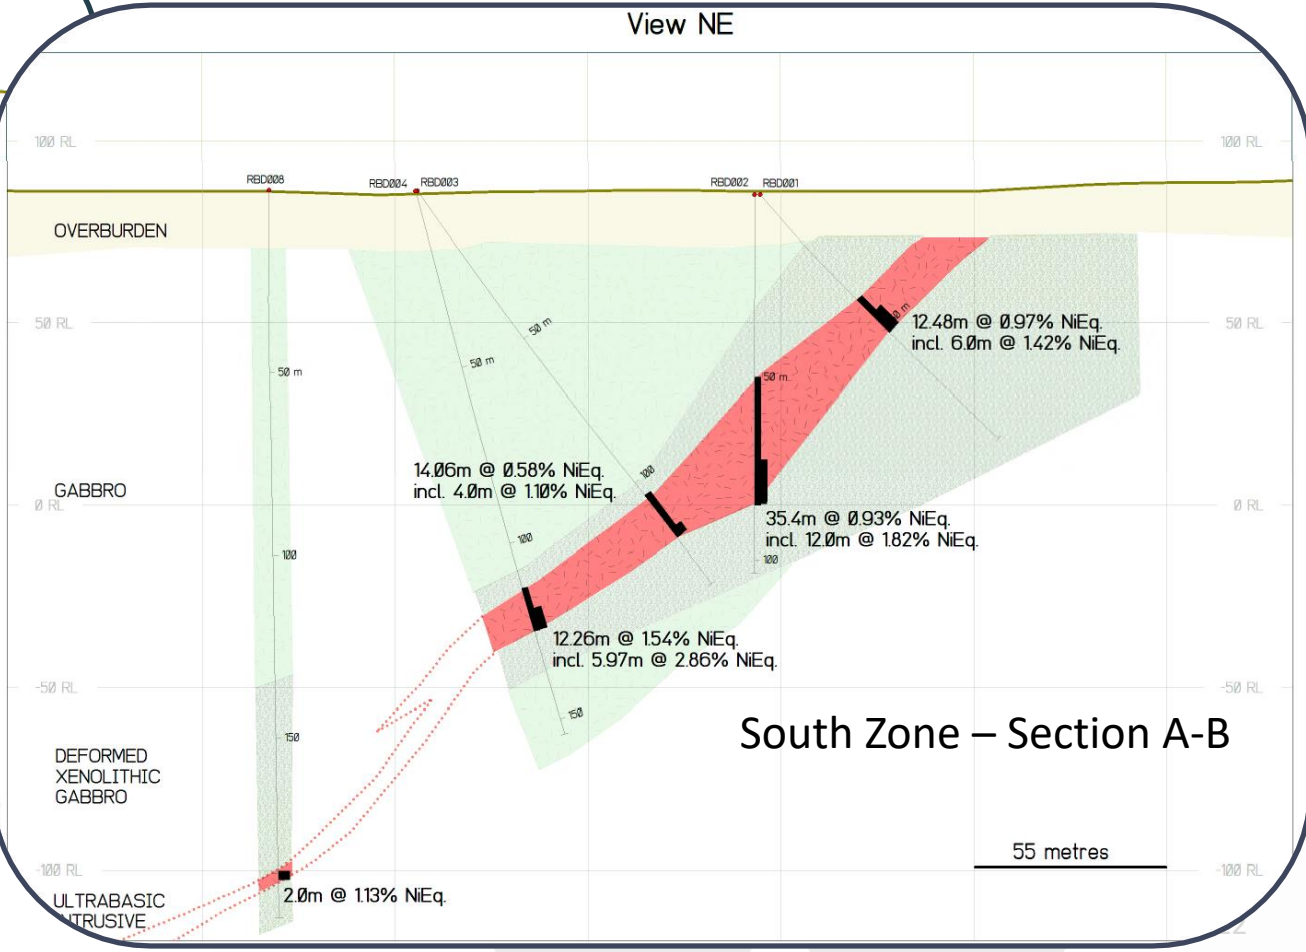 View NE
100 RL
100 RL
RBD008
RBD004
RBD003
RBD002
RBD001
OVERBURDEN
50 m
50 RL
50 RL
12.48m @ 0.97% NiEq.
incl. 6.0m @ 1.42% NiEq.
50 m
50 m
50 m
14.06m @ 0.58% NiEq.
incl. 4.0m @ 1.10% NiEq.
100
GABBRO
0 RL
0 RL
35.4m @ 0.93% NiEq.
incl. 12.0m @ 1.82% NiEq.
100
100
100
12.26m @ 1.54% NiEq.
incl. 5.97m @ 2.86% NiEq.
-50 RL
-50 RL
150
150
South Zone – Section A-B
DEFORMED
XENOLITHIC
GABBRO
55 metres
-100 RL
-100 RL
2.0m @ 1.13% NiEq.
ULTRABASIC